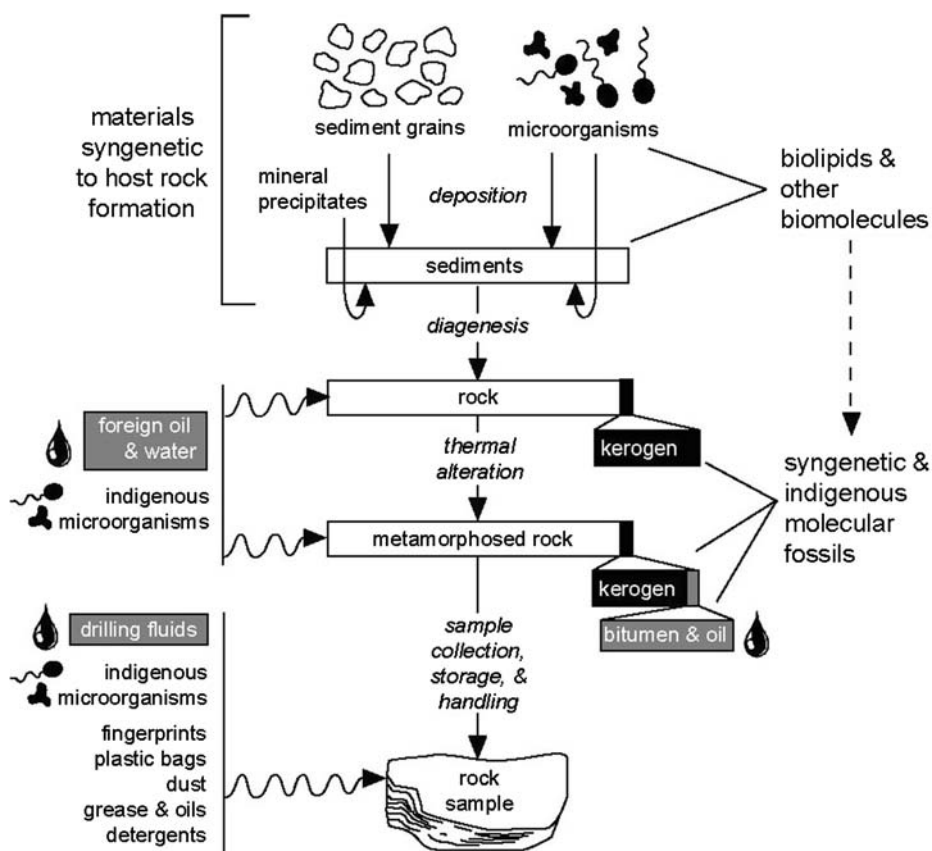 materials
syngenetic
to host rock
formation
sediment grains
microorganisms
mineral
precipitates
deposition
biolipids &
other
biomolecules
sediments
diagenesis
rock
kerogen
foreign oil
& water
indigenous
microorganisms
thermal
alteration
syngenetic &
indigenous
molecular
fossils
metamorphosed rock
kerogen
bitumen & oil
drilling fluids
indigenous
microorganisms
fingerprints
plastic bags
dust
grease & oils
detergents
sample
collection,
storage, &
handling
rock
sample